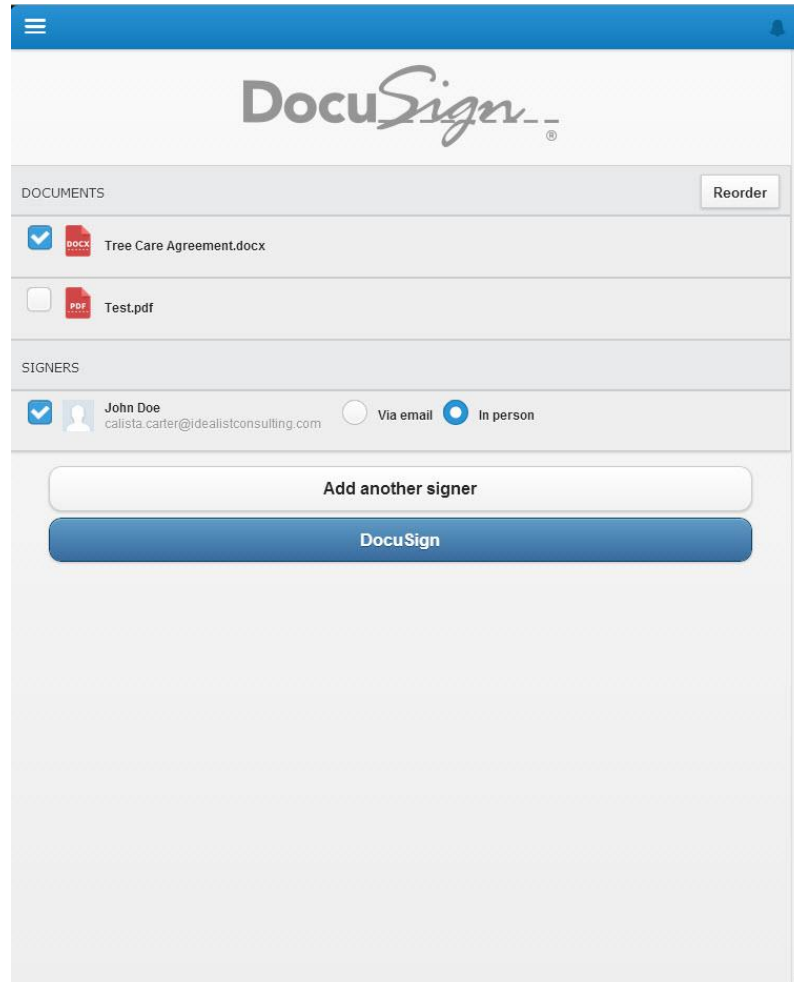 DocuSign
®
DOCUMENTS
Reorder
DOCX
Tree Care Agreement.docx
PDF
Test.pdf
SIGNERS
John Doe
calista.carter@idealistconsulting.com
Via email
In person
Add another signer
DocuSign